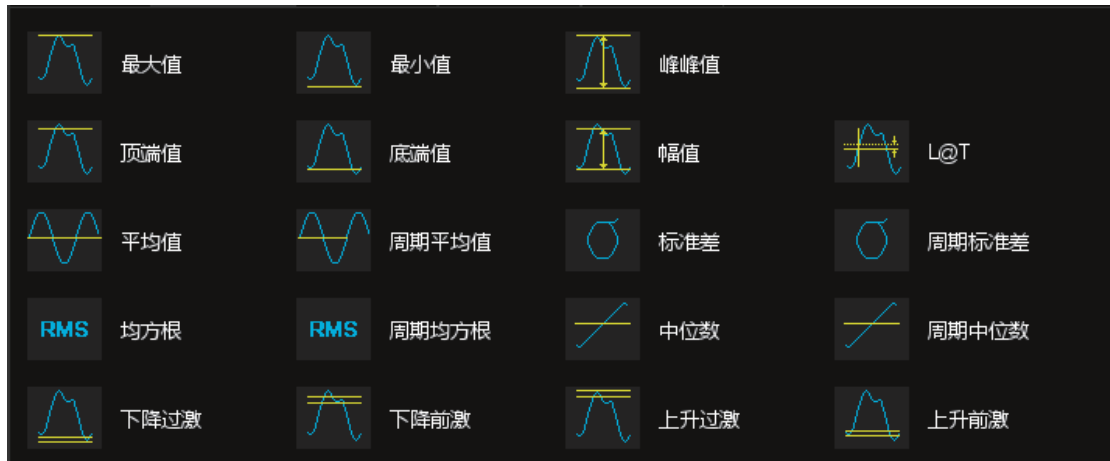 最大值
最小值
峰峰值
顶端值
底端值
幅值
L@T
平均值
周期平均值
标准差
周期标准差
RMS 均方根
RMS 周期均方根
中位数
周期中位数
下降过激
下降前激
上升过激
上升前激